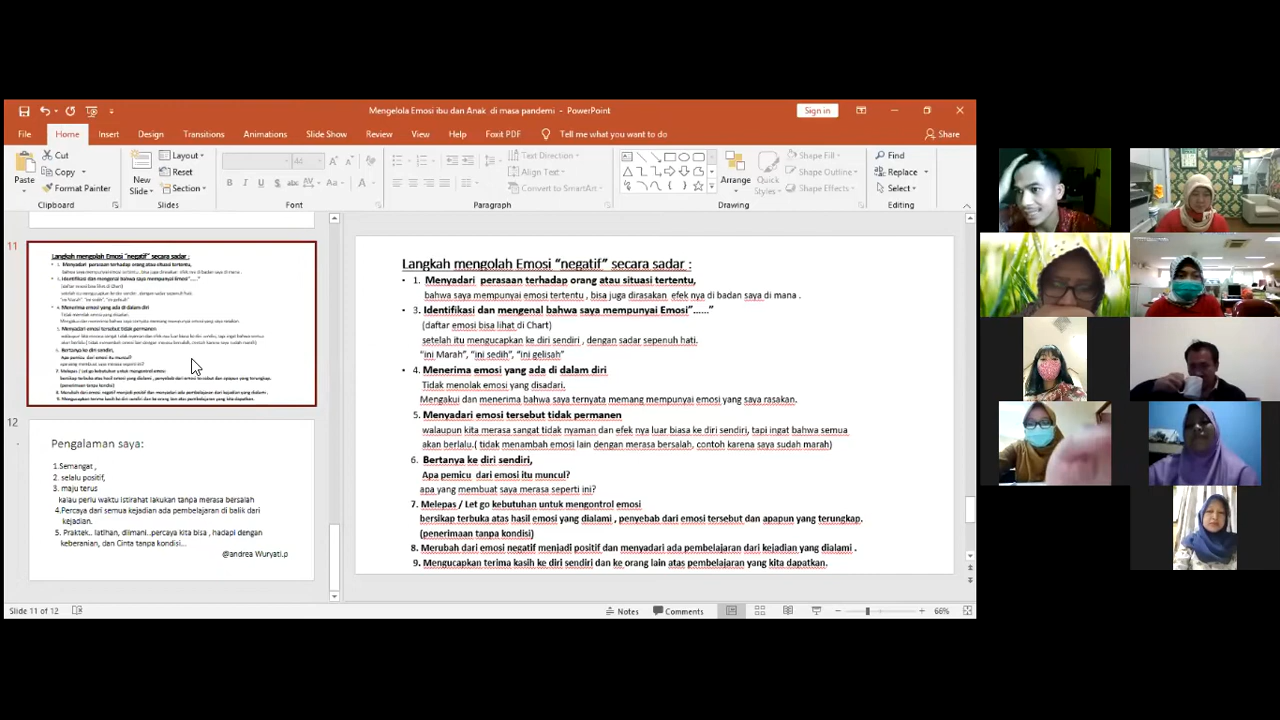 Mengelola Emosi ibu dan Anak di masa pandemi - PowerPoint
Sign in
File Home Insert Design Transitions Animations Slide Show Review View Help Foxit PDF Tell me what you want to do Share
Paste
Cut
Copy
Format Painter
Clipboard
New Slide
Layout
Reset
Section
Slides
44
Font
Text Direction
Align Text
Convert to SmartArt
Paragraph
Arrange
Quick Styles
Shape Fill
Shape Outline
Shape Effects
Drawing
Find
Replace
Select
Editing
11
Langkah mengolah Emosi "negatif" secara sadar :
12
Pengalaman saya:
1.Semangat ,
2. selalu positif,
3. maju terus
kalau perlu waktu istirahat lakukan tanpa merasa bersalah
4.Percaya dari semua kejadian ada pembelajaran di balik dari
kejadian.
5. Praktek.. latihan, diimani..percaya kita bisa , hadapi dengan
keberanian, dan Cinta tanpa kondisi...
@andrea Wuryati.p
Langkah mengolah Emosi "negatif" secara sadar :
• 1. Menyadari perasaan terhadap orang atau situasi tertentu,
bahwa saya mempunyai emosi tertentu , bisa juga dirasakan efek nya di badan saya di mana .
• 3. Identifikasi dan mengenal bahwa saya mempunyai Emosi"......"
(daftar emosi bisa lihat di Chart)
setelah itu mengucapkan ke diri sendiri , dengan sadar sepenuh hati.
"ini Marah", "ini sedih", "ini gelisah"
• 4. Menerima emosi yang ada di dalam diri
Tidak menolak emosi yang disadari.
Mengakui dan menerima bahwa saya ternyata memang mempunyai emosi yang saya rasakan.
5. Menyadari emosi tersebut tidak permanen
walaupun kita merasa sangat tidak nyaman dan efek nya luar biasa ke diri sendiri, tapi ingat bahwa semua
akan berlalu.( tidak menambah emosi lain dengan merasa bersalah, contoh karena saya sudah marah)
6. Bertanya ke diri sendiri,
Apa pemicu dari emosi itu muncul?
apa yang membuat saya merasa seperti ini?
7. Melepas / Let go kebutuhan untuk mengontrol emosi
bersikap terbuka atas hasil emosi yang dialami , penyebab dari emosi tersebut dan apapun yang terungkap.
(penerimaan tanpa kondisi)
8. Merubah dari emosi negatif menjadi positif dan menyadari ada pembelajaran dari kejadian yang dialami .
9. Mengucapkan terima kasih ke diri sendiri dan ke orang lain atas pembelajaran yang kita dapatkan.
Slide 11 of 12
Notes
Comments
66%